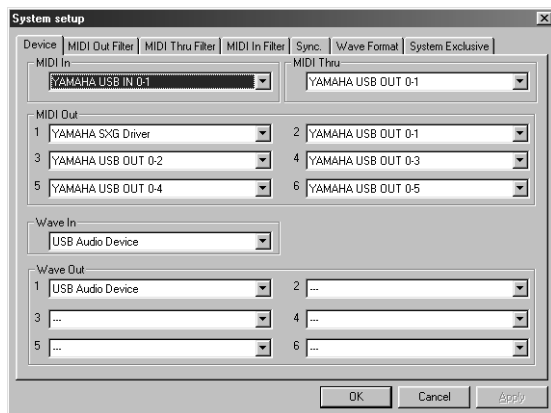 System setup
Device MIDI Out Filter MIDI Thru Filter MIDI In Filter Sync. Wave Format System Exclusive
MIDI In MIDI Thru
YAMAHA USB IN 0-1 YAMAHA USB OUT 0-1
MIDI Out
1 YAMAHA SXG Driver 2 YAMAHA USB OUT 0-1
3 YAMAHA USB OUT 0-2 4 YAMAHA USB OUT 0-3
5 YAMAHA USB OUT 0-4 6 YAMAHA USB OUT 0-5
Wave In
USB Audio Device
Wave Out
1 USB Audio Device 2 ---
3 --- 4 ---
5 --- 6 ---
OK Cancel Apply